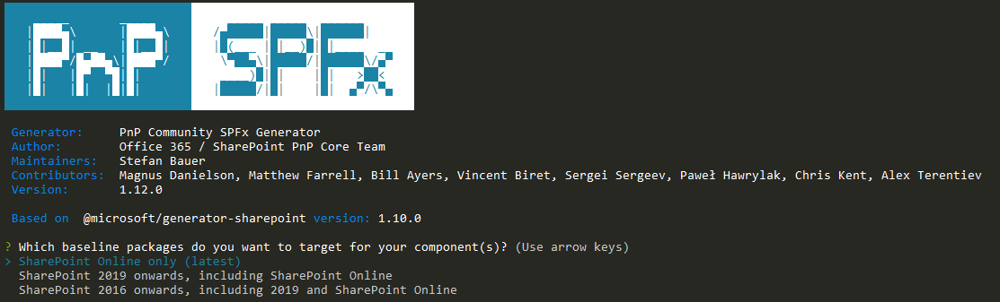 PnP SPFx
Generator: PnP Community SPFx Generator
Author: Office 365 / SharePoint PnP Core Team
Maintainers: Stefan Bauer
Contributors: Magnus Danielson, Matthew Farrell, Bill Ayers, Vincent Biret, Sergei Sergeev, Paweł Hawrylak, Chris Kent, Alex Terentiev
Version: 1.12.0
Based on @microsoft/generator-sharepoint version: 1.10.0
? Which baseline packages do you want to target for your component(s)? (Use arrow keys)
> SharePoint Online only (latest)
SharePoint 2019 onwards, including SharePoint Online
SharePoint 2016 onwards, including 2019 and SharePoint Online